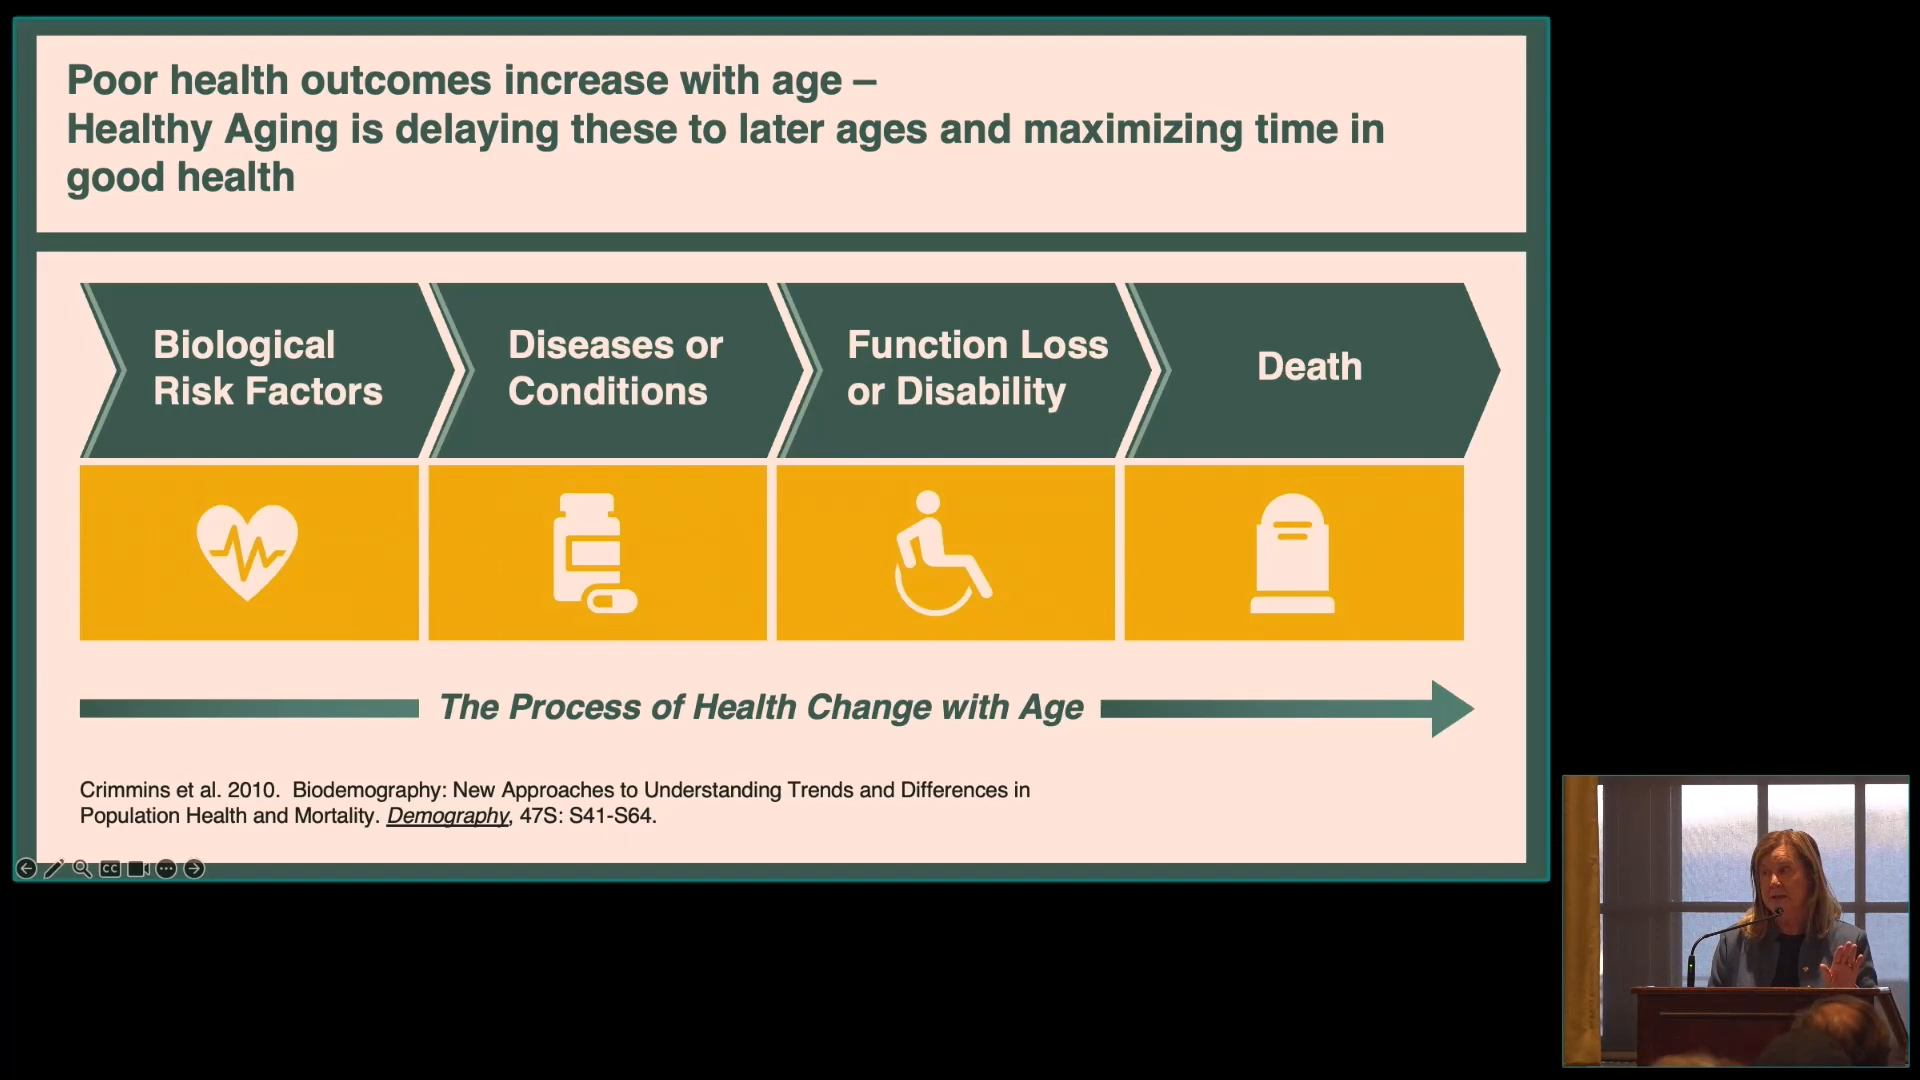 Poor health outcomes increase with age –
Healthy Aging is delaying these to later ages and maximizing time in
good health
Biological
Risk Factors
Diseases or
Conditions
Function Loss
or Disability
Death
The Process of Health Change with Age
Crimmins et al. 2010.  Biodemography: New Approaches to Understanding Trends and Differences in
Population Health and Mortality. Demography, 47S: S41-S64.
CC